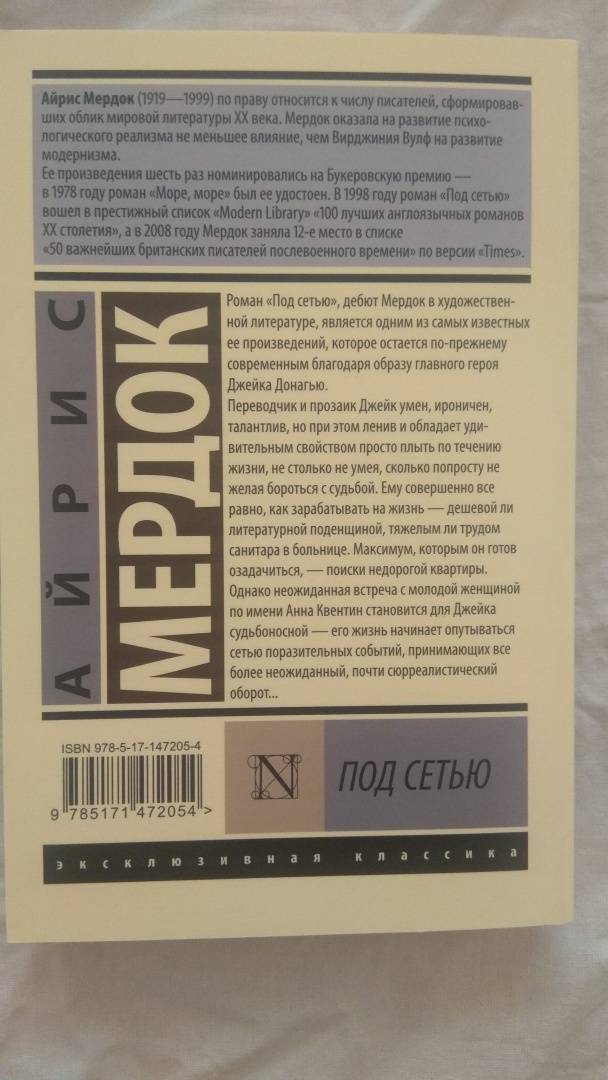 Айрис Мердок (1919—1999) по праву относится к числу писателей, сформировав-
ших облик мировой литературы XX века. Мердок оказала на развитие психо-
логического реализма не меньшее влияние, чем Вирджиния Вулф на развитие
модернизма.
Ее произведения шесть раз номинировались на Букеровскую премию —
в 1978 году роман «Море, море» был ее удостоен. В 1998 году роман «Под сетью»
вошел в престижный список «Modern Library» «100 лучших англоязычных романов
XX столетия», а в 2008 году Мердок заняла 12-е место в списке
«50 важнейших британских писателей послевоенного времени» по версии «Times».
АЙРИС
МЕРДОК
Роман «Под сетью», дебют Мердок в художествен-
ной литературе, является одним из самых известных
ее произведений, которое остается по-прежнему
современным благодаря образу главного героя
Джейка Донагью.
Переводчик и прозаик Джейк умен, ироничен,
талантлив, но при этом ленив и обладает уди-
вительным свойством просто плыть по течению
жизни, не столько не умея, сколько попросту не
желая бороться с судьбой. Ему совершенно все
равно, как зарабатывать на жизнь — дешевой ли
литературной поденщиной, тяжелым ли трудом
санитара в больнице. Максимум, которым он готов
озадачиться, — поиски недорогой квартиры.
Однако неожиданная встреча с молодой женщиной
по имени Анна Квентин становится для Джейка
судьбоносной — его жизнь начинает опутываться
сетью поразительных событий, принимающих все
более неожиданный, почти сюрреалистический
оборот...
ISBN 978-5-17-147205-4
9 785171 472054 >
N
ПОД СЕТЬЮ
эксклюзивная классика